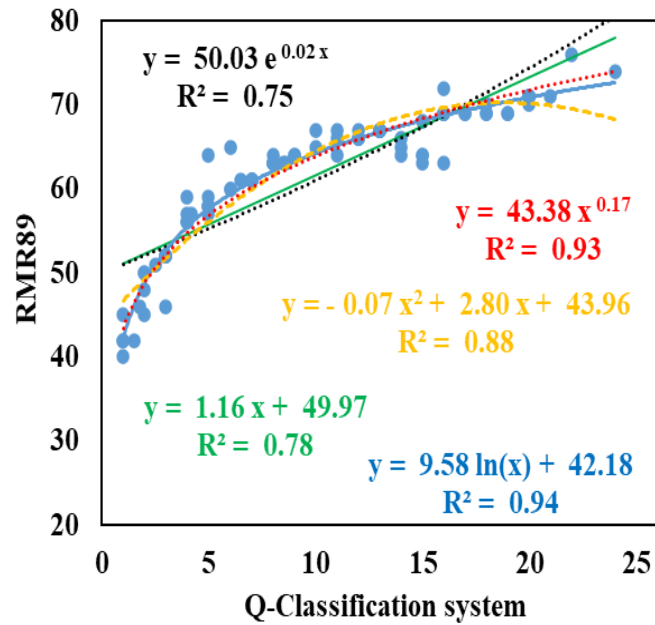 80
70
60
50
40
30
20
RMR89
y = 50.03 e^0.02 x
R² = 0.75
y = 43.38 x^0.17
R² = 0.93
y = - 0.07 x² + 2.80 x + 43.96
R² = 0.88
y = 1.16 x + 49.97
R² = 0.78
y = 9.58 ln(x) + 42.18
R² = 0.94
0 5 10 15 20 25
Q-Classification system